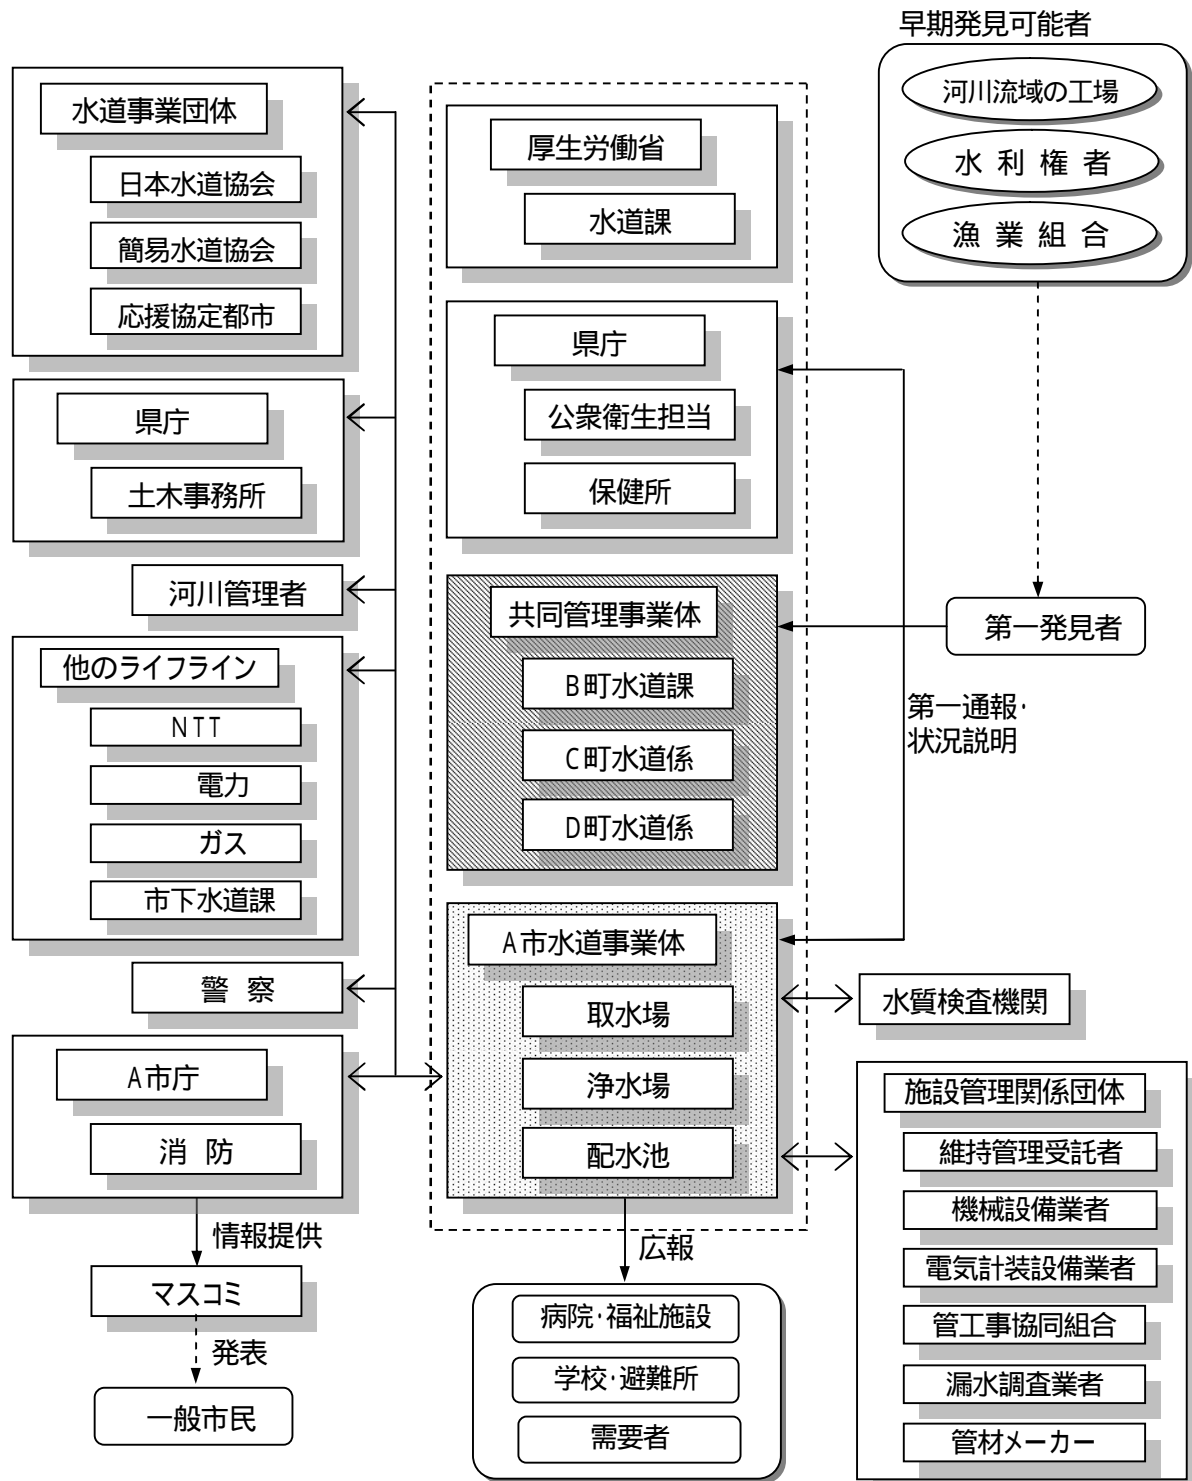 早期発見可能者
河川流域の工場
水利権者
漁業組合
水道事業団体
日本水道協会
簡易水道協会
応援協定都市
県庁
土木事務所
河川管理者
他のライフライン
NTT
電力
ガス
市下水道課
警察
A市庁
消防
情報提供
マスコミ
発表
一般市民
厚生労働省
水道課
県庁
公衆衛生担当
保健所
共同管理事業体
B町水道課
C町水道係
D町水道係
A市水道事業体
取水場
浄水場
配水池
広報
病院・福祉施設
学校・避難所
需要者
第一発見者
第一通報・
状況説明
水質検査機関
施設管理関係団体
維持管理受託者
機械設備業者
電気計装設備業者
管工事協同組合
漏水調査業者
管材メーカー